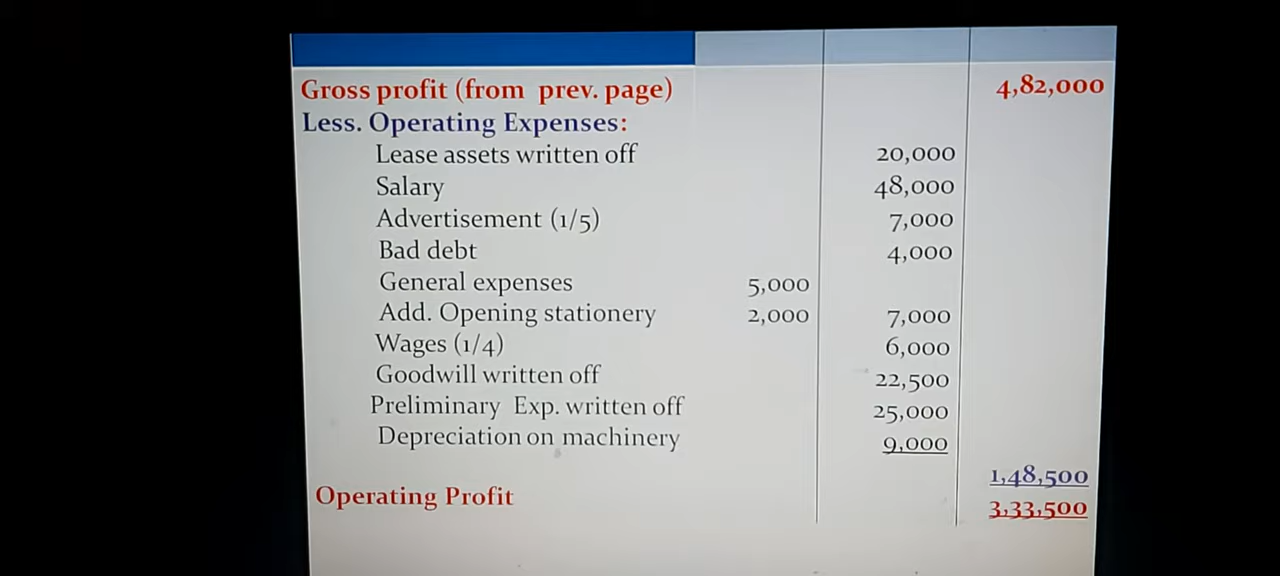 Gross profit (from prev. page) 4,82,000
Less. Operating Expenses:
Lease assets written off 20,000
Salary 48,000
Advertisement (1/5) 7,000
Bad debt 4,000
General expenses 5,000
Add. Opening stationery 2,000 7,000
Wages (1/4) 6,000
Goodwill written off 22,500
Preliminary Exp. written off 25,000
Depreciation on machinery 9,000
1,48,500
Operating Profit 3,33,500